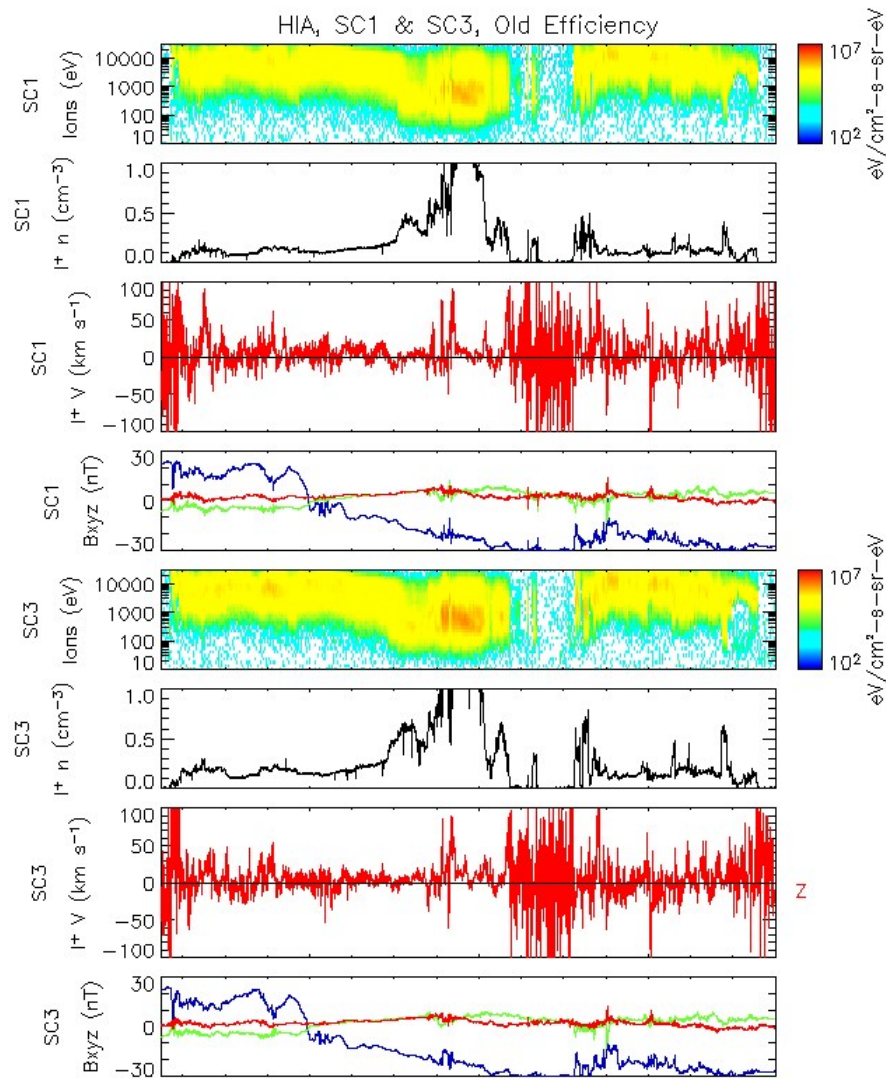 HIA, SC1 & SC3, Old Efficiency
SC1
Ions (eV)
10000
1000
100
10
10⁷
10²
eV/cm²-s-sr-eV
SC1
I⁺ n (cm⁻³)
1.0
0.5
0.0
SC1
I⁺ V (km s⁻¹)
100
50
0
-50
-100
SC1
Bxyz (nT)
30
0
-30
SC3
Ions (eV)
10000
1000
100
10
10⁷
10²
eV/cm²-s-sr-eV
SC3
I⁺ n (cm⁻³)
1.0
0.5
0.0
SC3
I⁺ V (km s⁻¹)
100
50
0
-50
-100
Z
SC3
Bxyz (nT)
30
0
-30